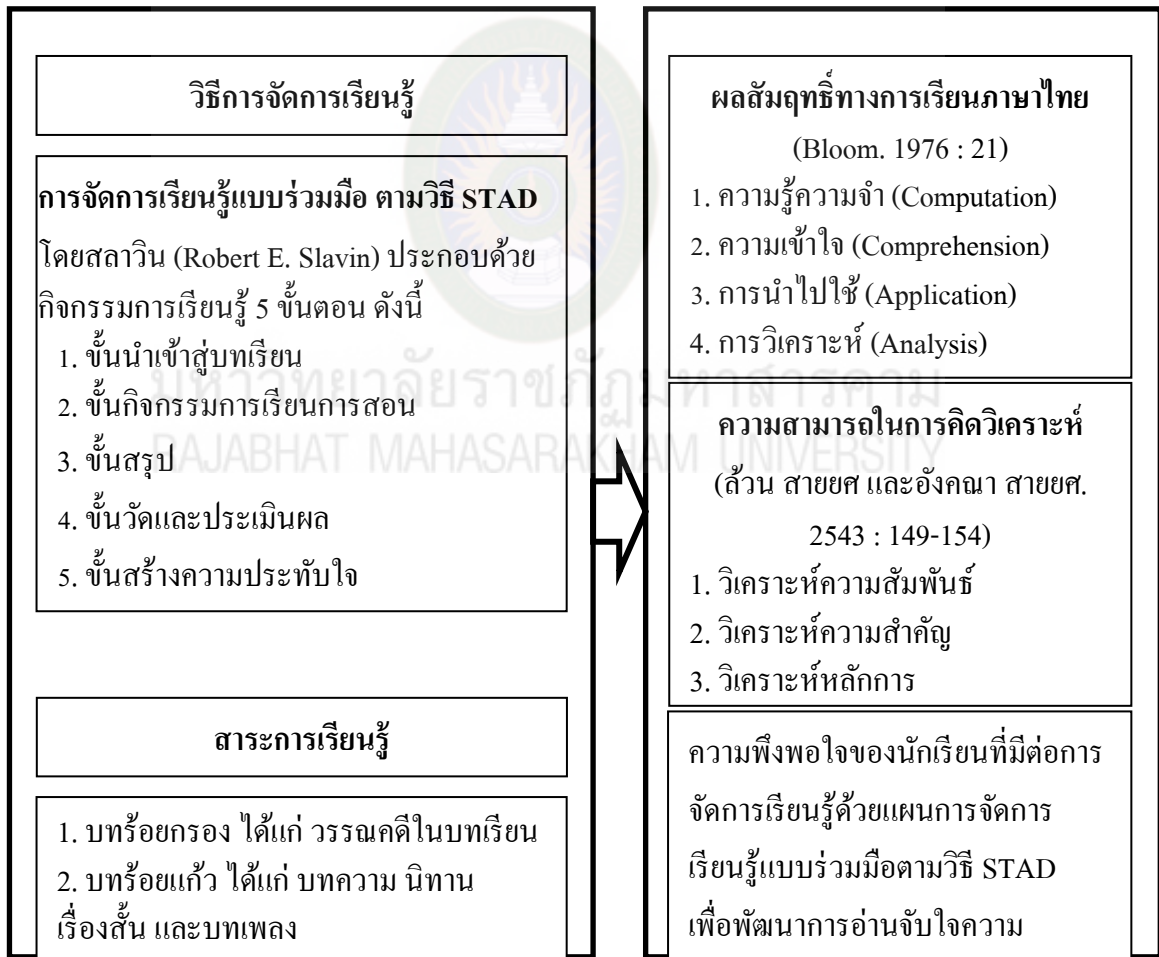 วิธีการจัดการเรียนรู้
การจัดการเรียนรู้แบบร่วมมือ ตามวิธี STAD
โดยสลาวิน (Robert E. Slavin) ประกอบด้วย
กิจกรรมการเรียนรู้ 5 ขั้นตอน ดังนี้
1. ขั้นนำเข้าสู่บทเรียน
2. ขั้นกิจกรรมการเรียนการสอน
3. ขั้นสรุป
4. ขั้นวัดและประเมินผล
5. ขั้นสร้างความประทับใจ
สาระการเรียนรู้
1. บทร้อยกรอง ได้แก่ วรรณคดีในบทเรียน
2. บทร้อยแก้ว ได้แก่ บทความ นิทาน
เรื่องสั้น และบทเพลง
ผลสัมฤทธิ์ทางการเรียนภาษาไทย
(Bloom. 1976 : 21)
1. ความรู้ความจำ (Computation)
2. ความเข้าใจ (Comprehension)
3. การนำไปใช้ (Application)
4. การวิเคราะห์ (Analysis)
ความสามารถในการคิดวิเคราะห์
(ล้วน สายยศ และอังคณา สายยศ.
2543 : 149-154)
1. วิเคราะห์ความสัมพันธ์
2. วิเคราะห์ความสำคัญ
3. วิเคราะห์หลักการ
ความพึงพอใจของนักเรียนที่มีต่อการ
จัดการเรียนรู้ด้วยแผนการจัดการ
เรียนรู้แบบร่วมมือตามวิธี STAD
เพื่อพัฒนาการอ่านจับใจความ
มหาวิทยาลัยราชภัฏมหาสารคาม
RAJABHAT MAHASARAKHAM UNIVERSITY